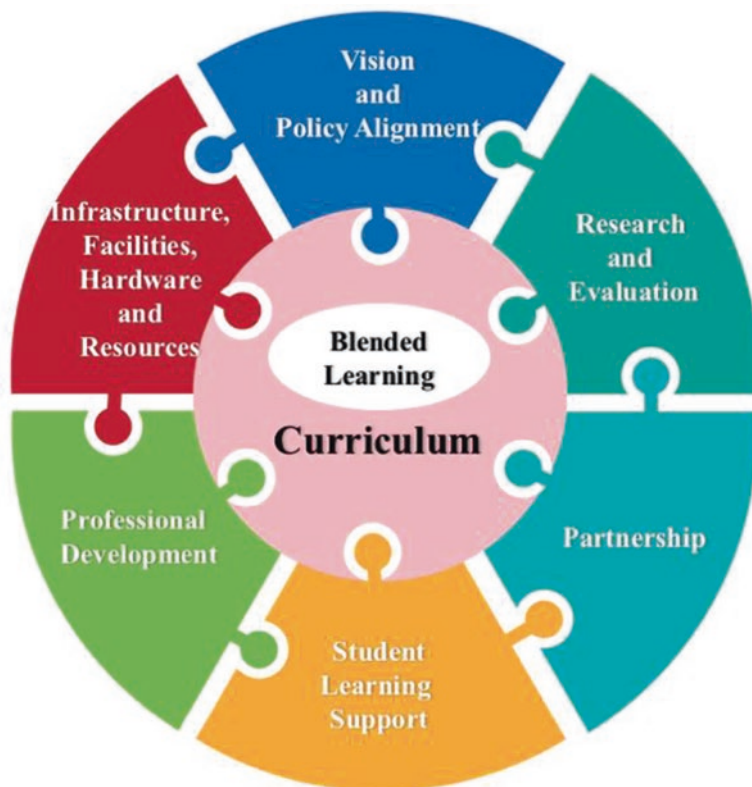 Vision
and
Policy Alignment
Research
and
Evaluation
Partnership
Student
Learning
Support
Professional
Development
Infrastructure,
Facilities,
Hardware
and
Resources
Blended
Learning
Curriculum